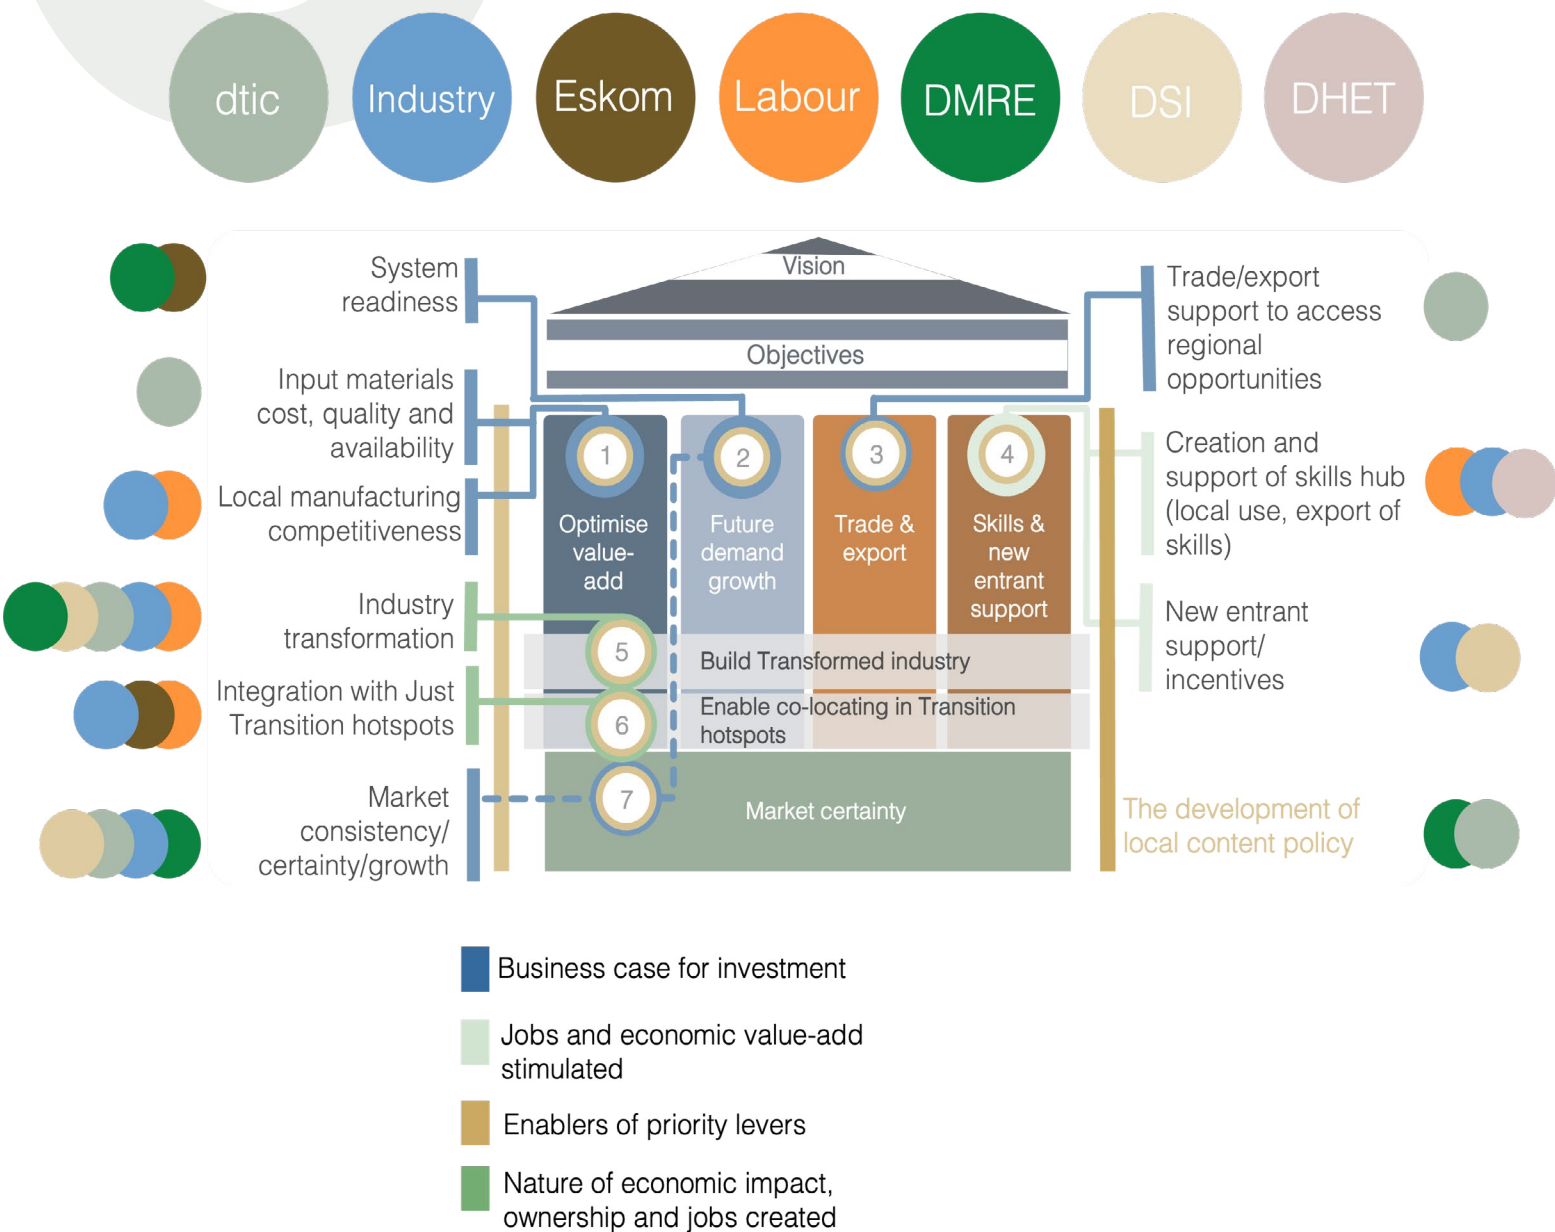 dtic
Industry
Eskom
Labour
DMRE
DSI
DHET
System
readiness
Input materials
cost, quality and
availability
Local manufacturing
competitiveness
Industry
transformation
Integration with Just
Transition hotspots
Market
consistency/
certainty/growth
Vision
Objectives
1
Optimise
value-
add
2
Future
demand
growth
3
Trade &
export
4
Skills &
new
entrant
support
5
Build Transformed industry
6
Enable co-locating in Transition
hotspots
7
Market certainty
Trade/export
support to access
regional
opportunities
Creation and
support of skills hub
(local use, export of
skills)
New entrant
support/
incentives
The development of
local content policy
Business case for investment
Jobs and economic value-add
stimulated
Enablers of priority levers
Nature of economic impact,
ownership and jobs created